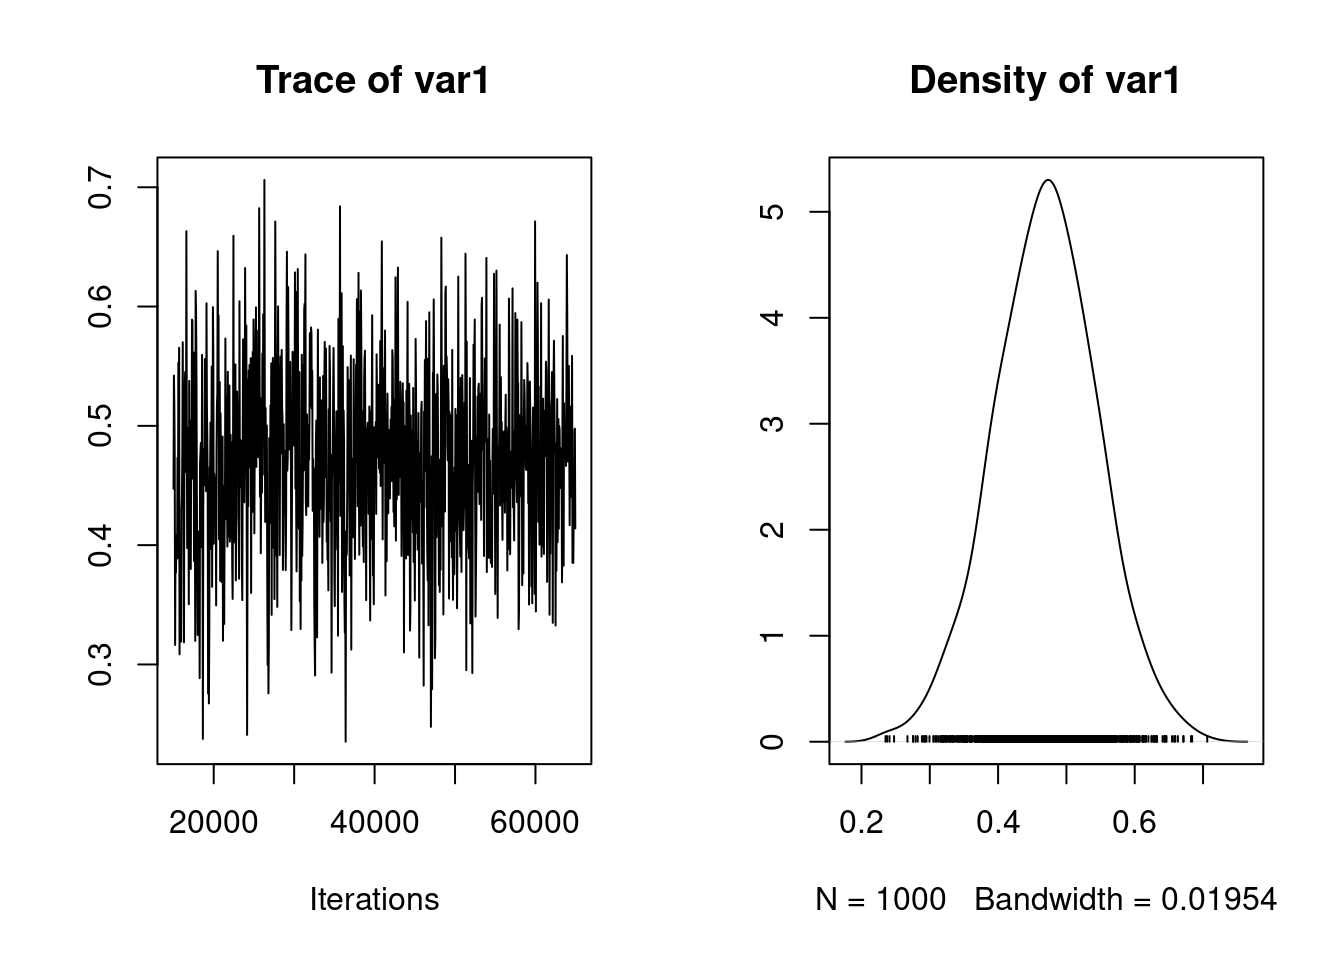 Trace of var1
0.7
0.6
0.5
0.4
0.3
20000 40000 60000
Iterations
Density of var1
5
4
3
2
1
0
0.2 0.4 0.6
N = 1000 Bandwidth = 0.01954